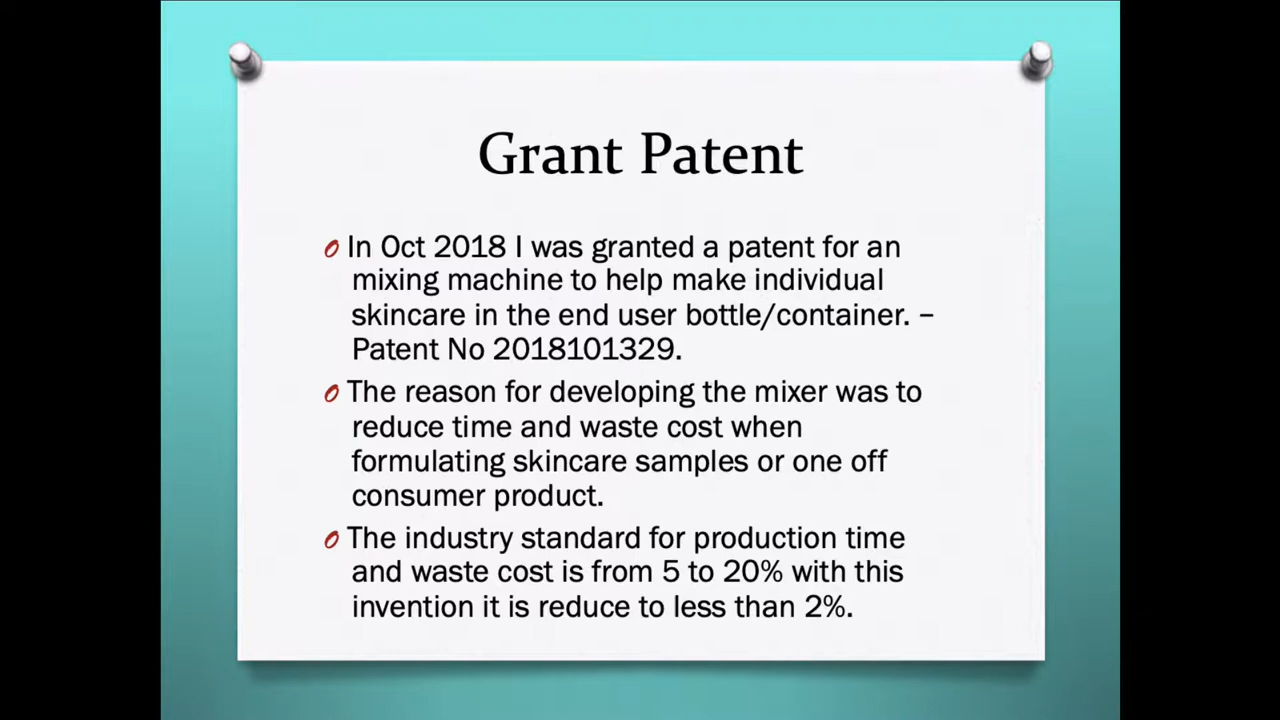 Grant Patent
In Oct 2018 I was granted a patent for an
mixing machine to help make individual
skincare in the end user bottle/container. –
Patent No 2018101329.
The reason for developing the mixer was to
reduce time and waste cost when
formulating skincare samples or one off
consumer product.
The industry standard for production time
and waste cost is from 5 to 20% with this
invention it is reduce to less than 2%.